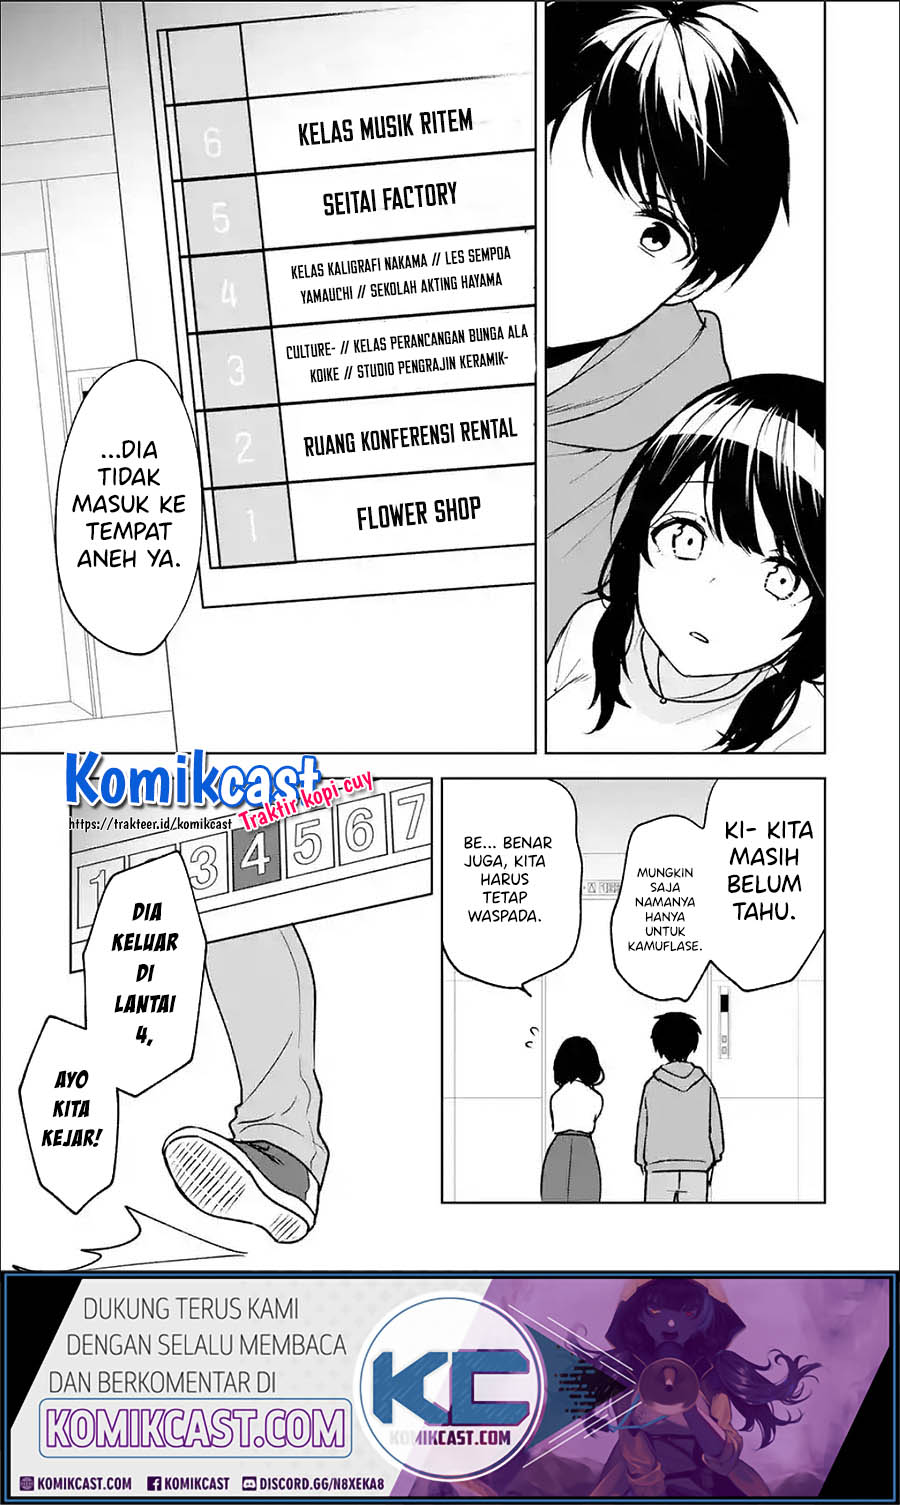 6 KELAS MUSIK RITEM
5 SEITAI FACTORY
4 KELAS KALIGRAFI NAKAMA // LES SEMPOA
YAMAUCHI // SEKOLAH AKTING HAYAMA
3 CULTURE- // KELAS PERANCANGAN BUNGA ALA
KOIKE // STUDIO PENGRAJIN KERAMIK-
2 RUANG KONFERENSI RENTAL
1 FLOWER SHOP
...DIA
TIDAK
MASUK KE
TEMPAT
ANEH YA.
KI- KITA
MASIH
BELUM
TAHU.
MUNGKIN
SAJA
NAMANYA
HANYA
UNTUK
KAMUFLASE.
BE... BENAR
JUGA, KITA
HARUS
TETAP
WASPADA.
Komikcast
Traktir kopi cuy
https://trakteer.id/komikcast
1 3 4 5 6 7
DIA
KELUAR
DI
LANTAI
4,
AYO
KITA
KEJAR!
DUKUNG TERUS KAMI
DENGAN SELALU MEMBACA
DAN BERKOMENTAR DI
KOMIKCAST.COM
KC
KOMIKCAST.COM
KOMIKCAST.COM KOMIKCAST DISCORD.GG/N8XEKA8